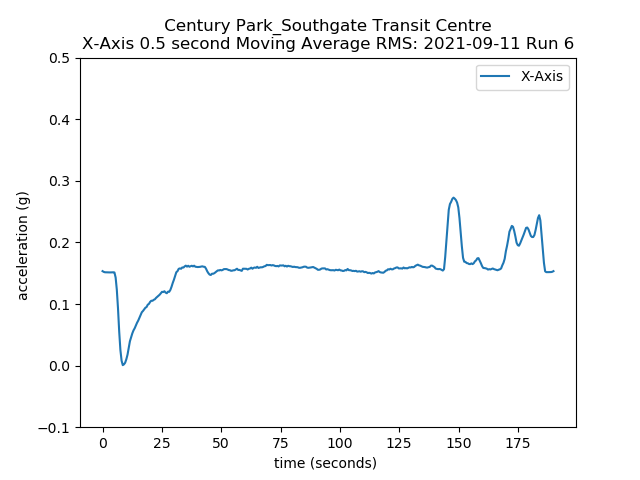 Century Park_Southgate Transit Centre
X-Axis 0.5 second Moving Average RMS: 2021-09-11 Run 6
X-Axis
0.5
0.4
0.3
0.2
0.1
0.0
−0.1
acceleration (g)
0 25 50 75 100 125 150 175
time (seconds)